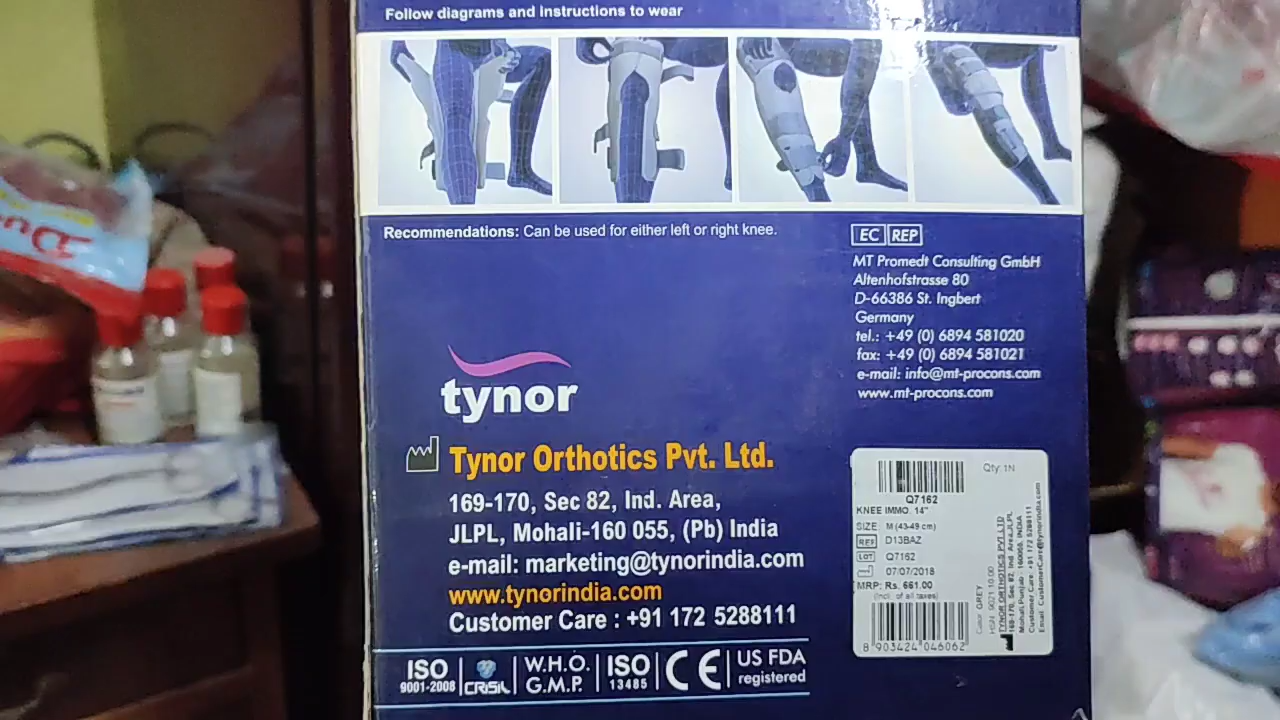 Follow diagrams and instructions to wear
Recommendations: Can be used for either left or right knee.
EC REP
MT Promedt Consulting GmbH
Altenhofstrasse 80
D-66386 St. Ingbert
Germany
tel.: +49 (0) 6894 581020
fax: +49 (0) 6894 581021
e-mail: info@mt-procons.com
www.mt-procons.com
tynor
Tynor Orthotics Pvt. Ltd.
169-170, Sec 82, Ind. Area,
JLPL, Mohali-160 055, (Pb) India
e-mail: marketing@tynorindia.com
www.tynorindia.com
Customer Care : +91 172 5288111
ISO
9001-2008
CRISIL
W.H.O.
G.M.P.
ISO
13485
CE
US FDA
registered
Qty: 1N
Q7162
KNEE IMMO. 14"
SIZE: M (43-49 cm)
REF D13BAZ
LOT Q7162
07/07/2018
MRP: Rs. 661.00
(Incl. of all taxes)
8 903424 046062
Color: GREY
HSN: 9021.10.00
TYNOR ORTHOTICS PVT LTD
169-170, Sec 82, Ind. Area, JLPL,
Mohali Punjab - 160055, INDIA
Customer Care: +91 172 5288111
Email: CustomerCare@tynorindia.com